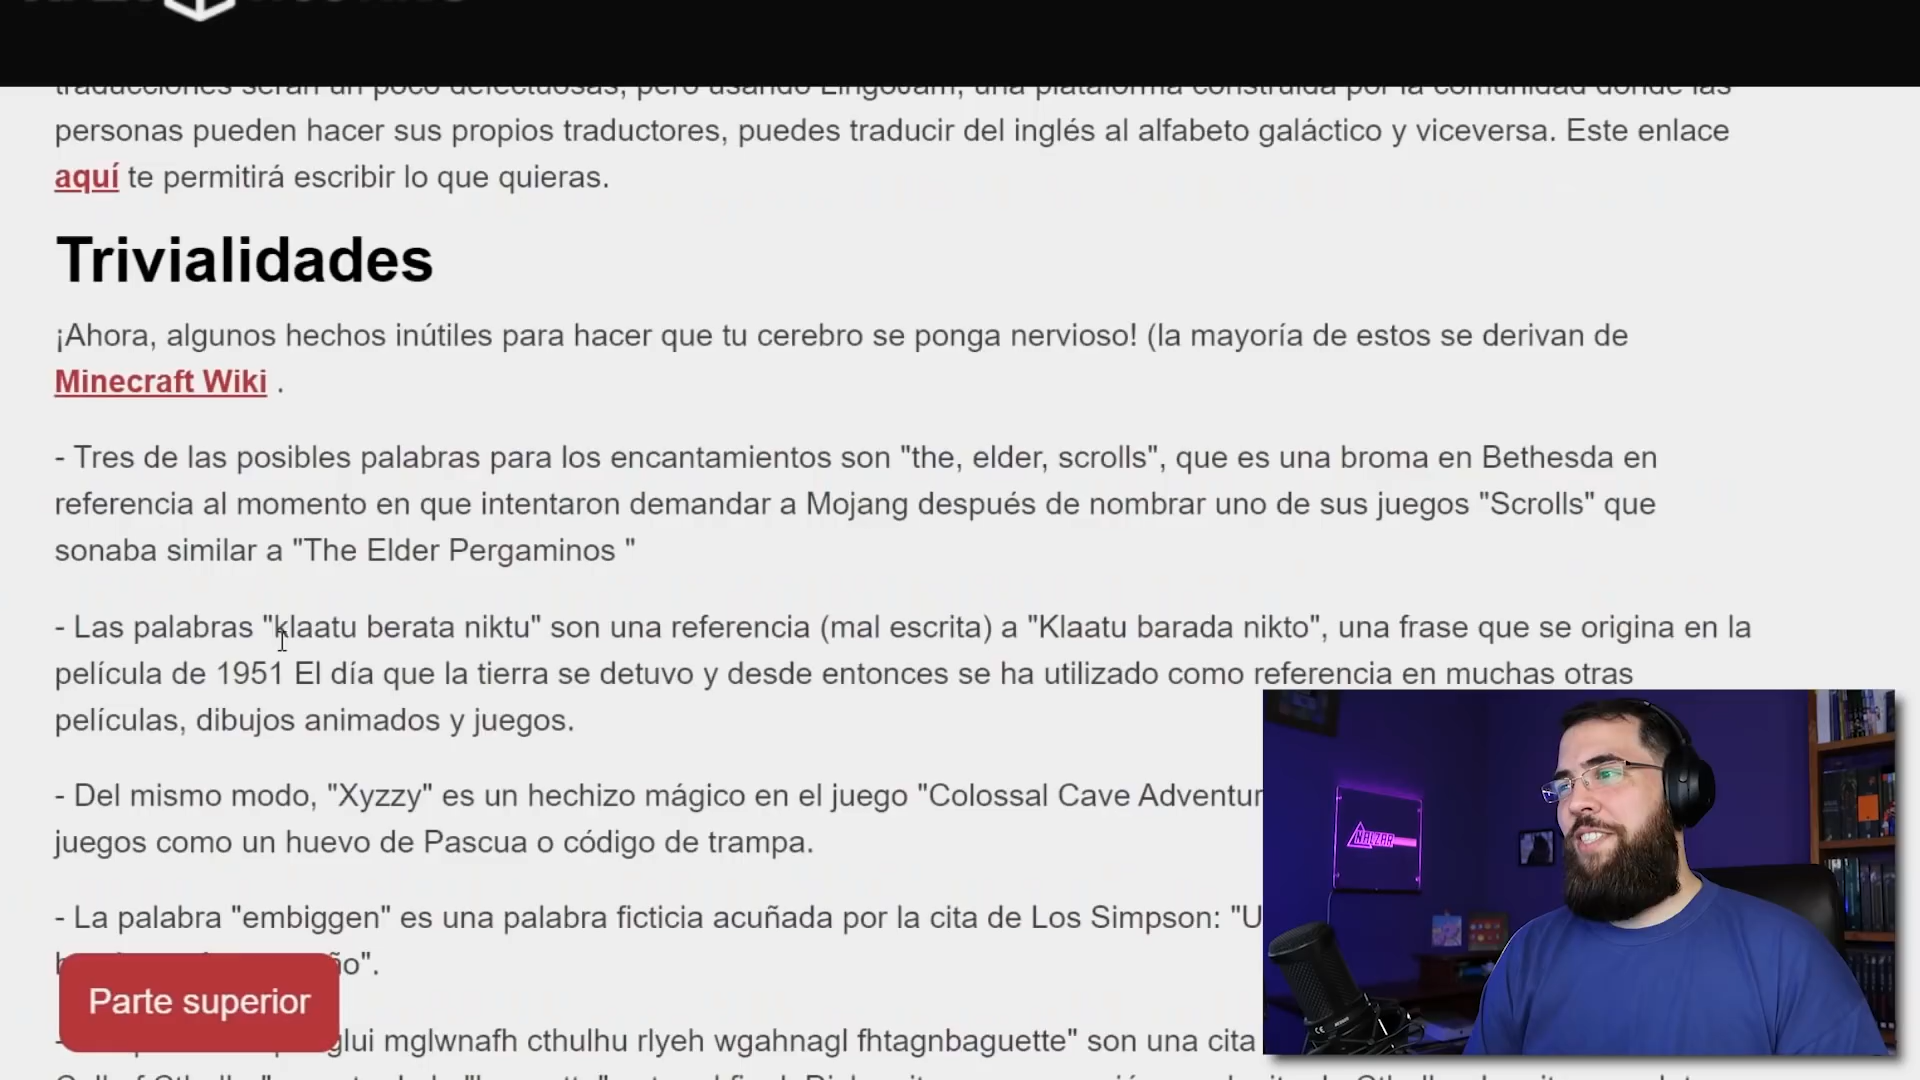 traducciones serán un poco defectuosas, pero usando LingoJam, una plataforma construida por la comunidad donde las
personas pueden hacer sus propios traductores, puedes traducir del inglés al alfabeto galáctico y viceversa. Este enlace
aquí te permitirá escribir lo que quieras.
Trivialidades
¡Ahora, algunos hechos inútiles para hacer que tu cerebro se ponga nervioso! (la mayoría de estos se derivan de
Minecraft Wiki .
- Tres de las posibles palabras para los encantamientos son "the, elder, scrolls", que es una broma en Bethesda en
referencia al momento en que intentaron demandar a Mojang después de nombrar uno de sus juegos "Scrolls" que
sonaba similar a "The Elder Pergaminos "
- Las palabras "klaatu berata niktu" son una referencia (mal escrita) a "Klaatu barada nikto", una frase que se origina en la
película de 1951 El día que la tierra se detuvo y desde entonces se ha utilizado como referencia en muchas otras
películas, dibujos animados y juegos.
- Del mismo modo, "Xyzzy" es un hechizo mágico en el juego "Colossal Cave Adventur
juegos como un huevo de Pascua o código de trampa.
- La palabra "embiggen" es una palabra ficticia acuñada por la cita de Los Simpson: "U
ño".
Parte superior
glui mglwnafh cthulhu rlyeh wgahnagl fhtagnbaguette" son una cita
NALZAR